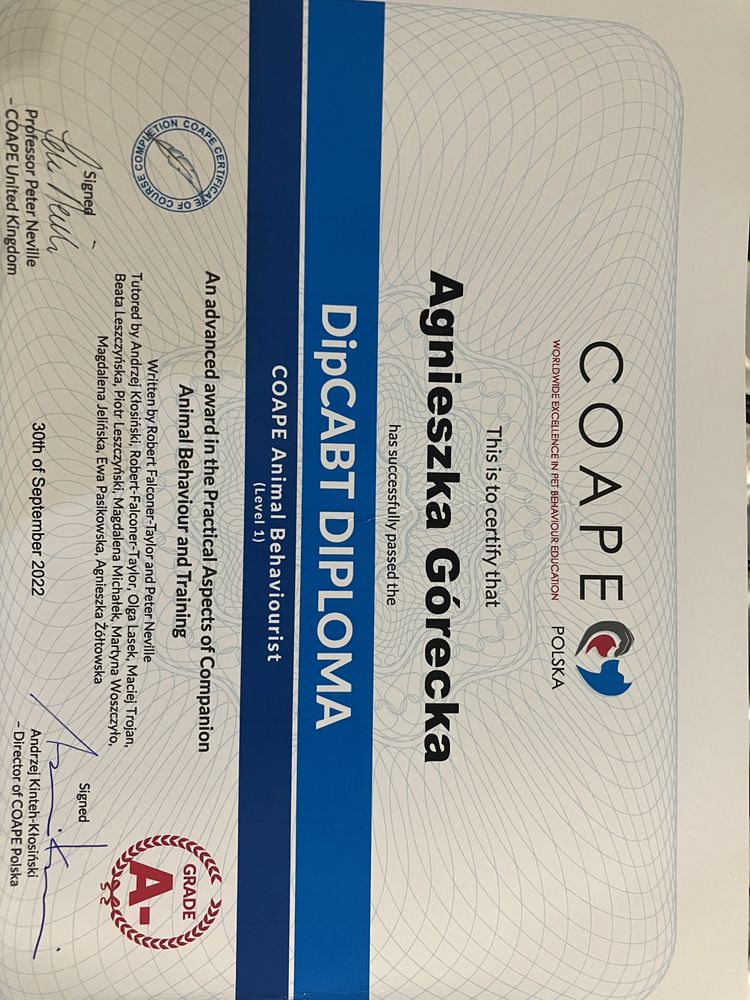 COAPE
WORLDWIDE EXCELLENCE IN PET BEHAVIOUR EDUCATION
POLSKA
This is to certify that
Agnieszka Górecka
has successfully passed the
DipCABT DIPLOMA
COAPE Animal Behaviourist
(Level 1)
An advanced award in the Practical Aspects of Companion
Animal Behaviour and Training
Written by Robert Falconer-Taylor and Peter Neville
Tutored by Andrzej Kłosiński, Robert-Falconer-Taylor, Olga Lasek, Maciej Trojan,
Beata Leszczyńska, Piotr Leszczyński, Magdalena Michałek, Martyna Woszczyło,
Magdalena Jelińska, Ewa Pasikowska, Agnieszka Żółtowska
COAPE CERTIFICATE OF COURSE COMPLETION
GRADE
A-
Signed
Professor Peter Neville
– COAPE United Kingdom
30th of September 2022
Signed
Andrzej Kinteh-Kłosiński
– Director of COAPE Polska